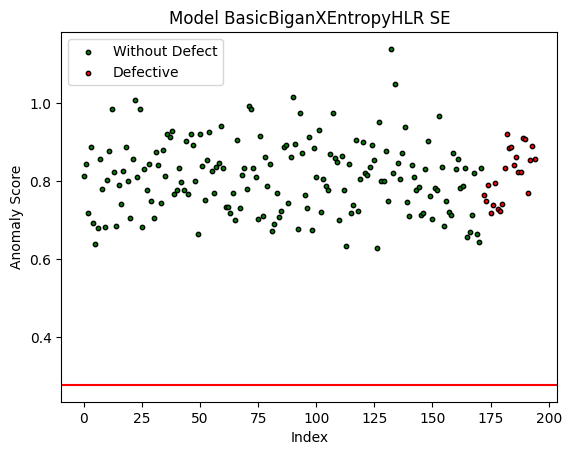 Model BasicBiganXEntropyHLR SE
Without Defect
Defective
Anomaly Score
1.0
0.8
0.6
0.4
0 25 50 75 100 125 150 175 200
Index